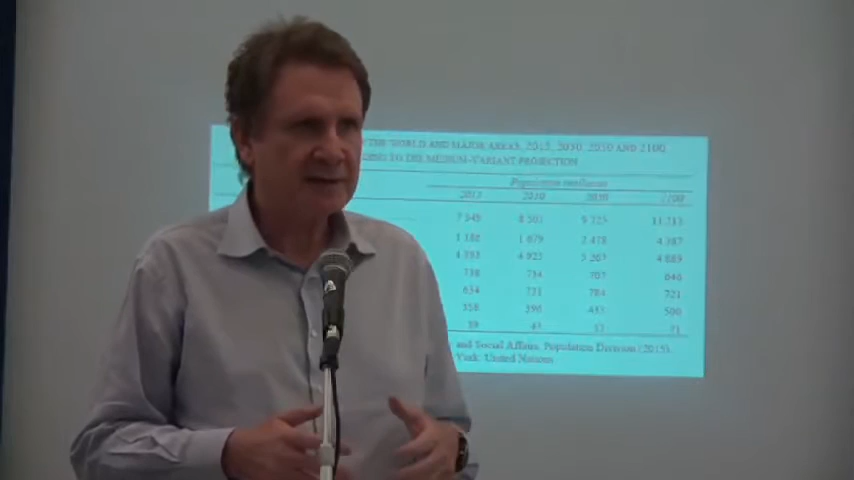 THE WORLD AND MAJOR AREAS, 2015, 2030, 2050 AND 2100,
TO THE MEDIUM-VARIANT PROJECTION
Population (millions)
2015 2030 2050 2100
7 349 8 501 9 725 11 213
1 186 1 679 2 478 4 387
4 393 4 923 5 267 4 889
738 734 707 646
634 721 784 721
358 390 433 500
39 47 57 71
and Social Affairs, Population Division (2015).
York: United Nations.